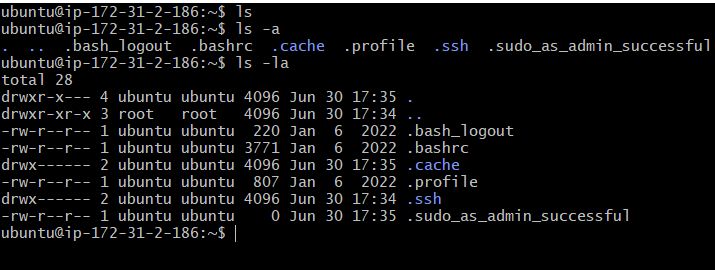 ubuntu@ip-172-31-2-186:~$ ls
ubuntu@ip-172-31-2-186:~$ ls -a
.  ..  .bash_logout  .bashrc  .cache  .profile  .ssh  .sudo_as_admin_successful
ubuntu@ip-172-31-2-186:~$ ls -la
total 28
drwxr-x--- 4 ubuntu ubuntu 4096 Jun 30 17:35 .
drwxr-xr-x 3 root   root   4096 Jun 30 17:34 ..
-rw-r--r-- 1 ubuntu ubuntu  220 Jan  6  2022 .bash_logout
-rw-r--r-- 1 ubuntu ubuntu 3771 Jan  6  2022 .bashrc
drwx------ 2 ubuntu ubuntu 4096 Jun 30 17:35 .cache
-rw-r--r-- 1 ubuntu ubuntu  807 Jan  6  2022 .profile
drwx------ 2 ubuntu ubuntu 4096 Jun 30 17:34 .ssh
-rw-r--r-- 1 ubuntu ubuntu    0 Jun 30 17:35 .sudo_as_admin_successful
ubuntu@ip-172-31-2-186:~$